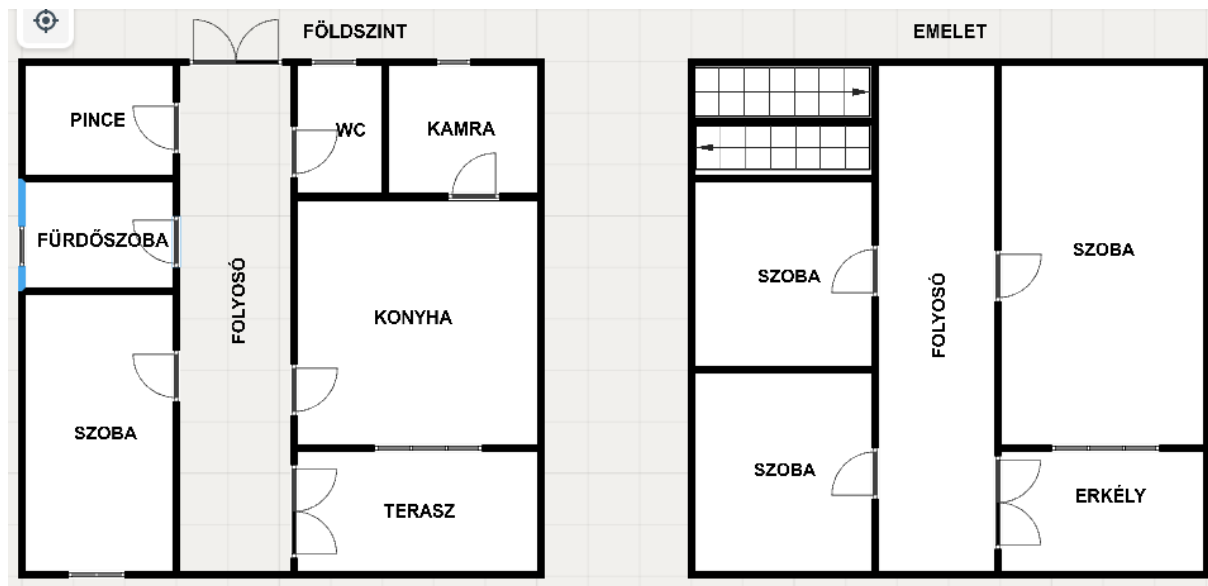 FÖLDSZINT
PINCE
WC
KAMRA
FÜRDŐSZOBA
FOLYOSÓ
KONYHA
SZOBA
TERASZ
EMELET
SZOBA
SZOBA
FOLYOSÓ
SZOBA
ERKÉLY